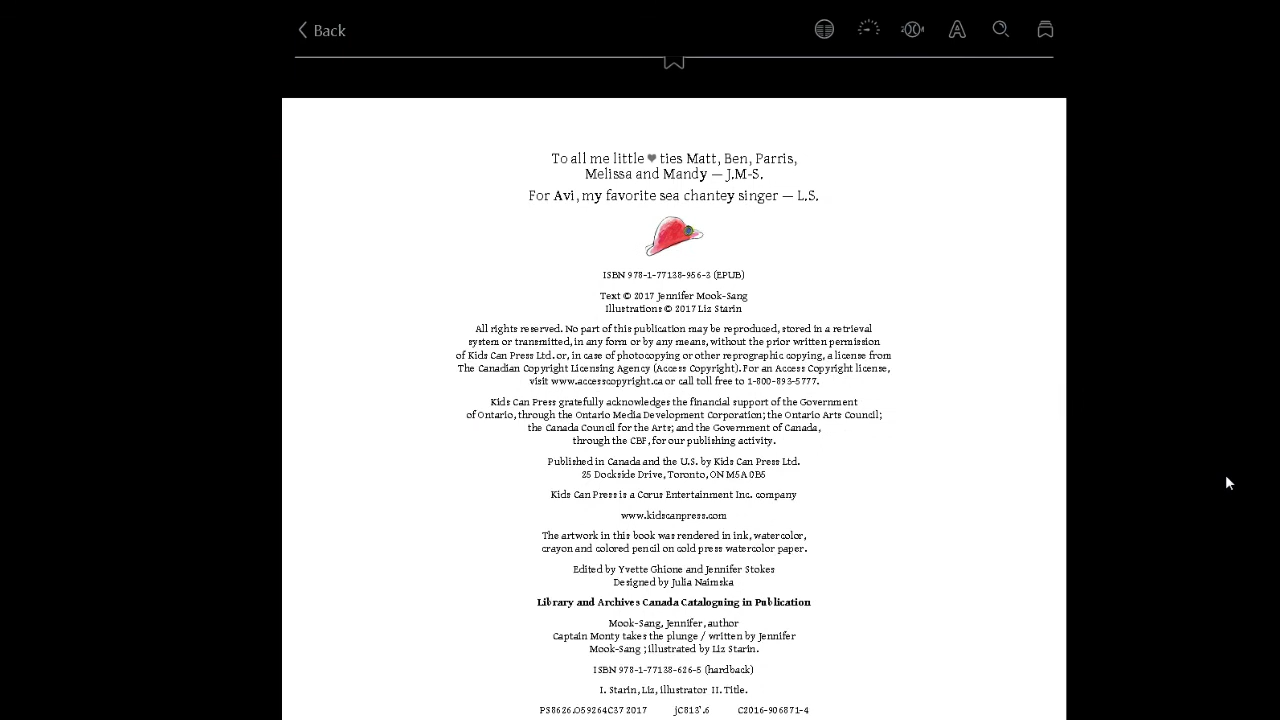 Back
To all me little ♥ ties Matt, Ben, Parris,
Melissa and Mandy — J.M-S.
For Avi, my favorite sea chantey singer — L.S.
ISBN 978-1-77138-956-3 (EPUB)
Text © 2017 Jennifer Mook-Sang
Illustrations © 2017 Liz Starin
All rights reserved. No part of this publication may be reproduced, stored in a retrieval
system or transmitted, in any form or by any means, without the prior written permission
of Kids Can Press Ltd. or, in case of photocopying or other reprographic copying, a license from
The Canadian Copyright Licensing Agency (Access Copyright). For an Access Copyright license,
visit www.accesscopyright.ca or call toll free to 1-800-893-5777.
Kids Can Press gratefully acknowledges the financial support of the Government
of Ontario, through the Ontario Media Development Corporation; the Ontario Arts Council;
the Canada Council for the Arts; and the Government of Canada,
through the CBF, for our publishing activity.
Published in Canada and the U.S. by Kids Can Press Ltd.
25 Dockside Drive, Toronto, ON M5A 0B5
Kids Can Press is a Corus Entertainment Inc. company
www.kidscanpress.com
The artwork in this book was rendered in ink, watercolor,
crayon and colored pencil on cold press watercolor paper.
Edited by Yvette Ghione and Jennifer Stokes
Designed by Julia Naimska
Library and Archives Canada Cataloguing in Publication
Mook-Sang, Jennifer, author
Captain Monty takes the plunge / written by Jennifer
Mook-Sang ; illustrated by Liz Starin.
ISBN 978-1-77138-626-5 (hardback)
I. Starin, Liz, illustrator II. Title.
PS8626.O59264C37 2017 jC813'.6 C2016-906871-4